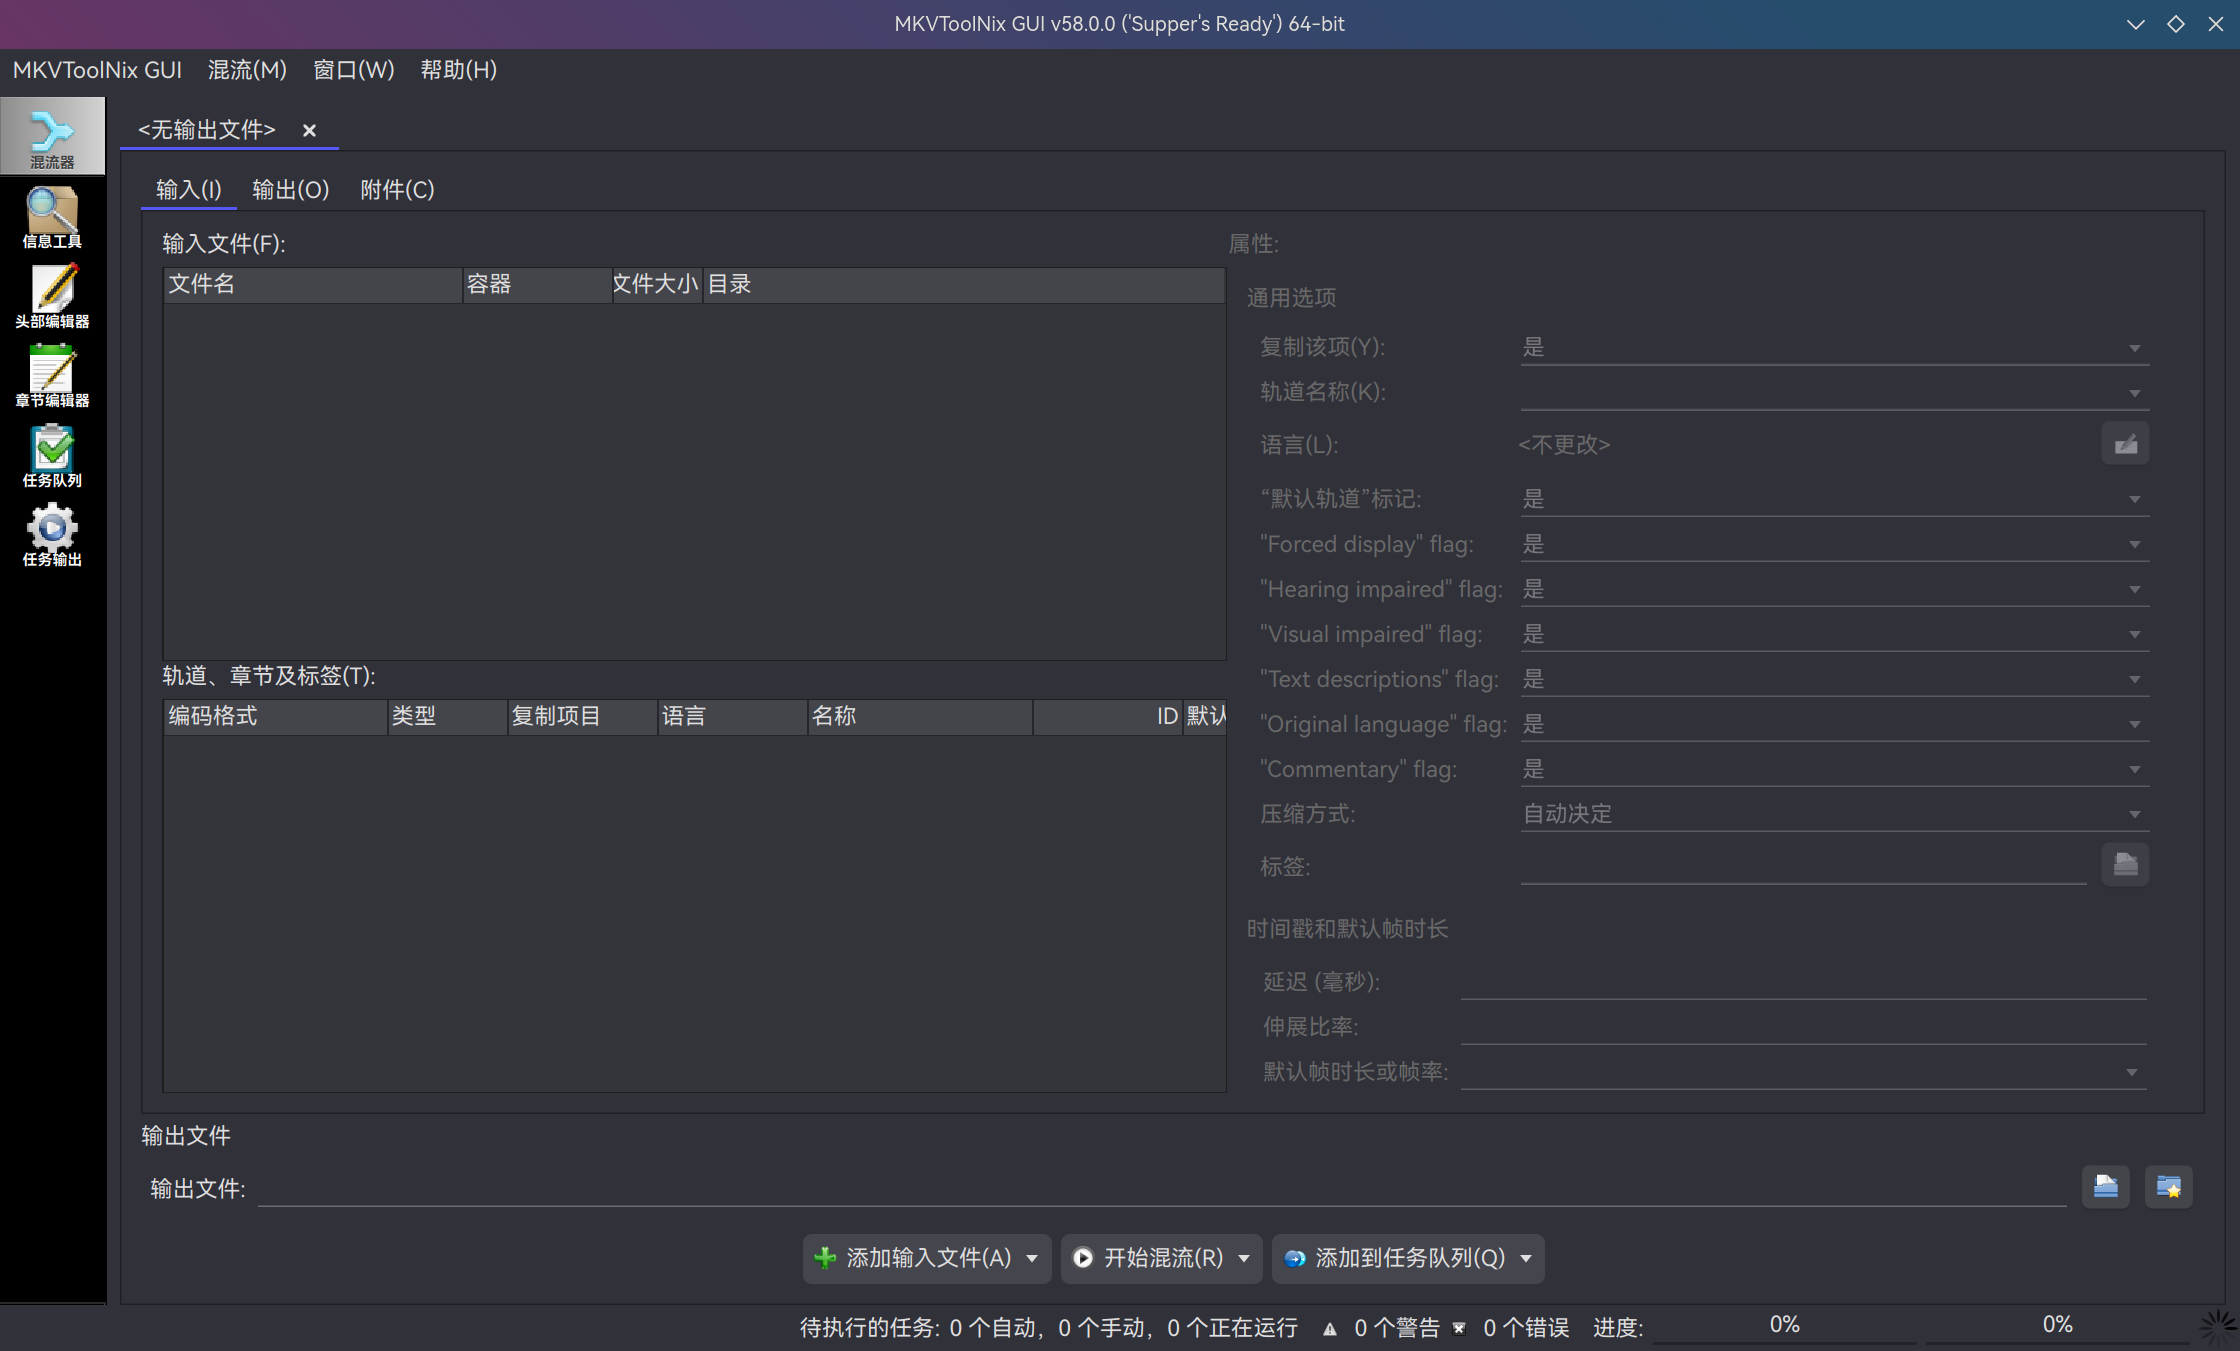 MKVToolNix GUI v58.0.0 ('Supper's Ready') 64-bit
MKVToolNix GUI 混流(M) 窗口(W) 帮助(H)
混流器
信息工具
头部编辑器
章节编辑器
任务队列
任务输出
<无输出文件>
输入(I) 输出(O) 附件(C)
输入文件(F):
文件名 容器 文件大小 目录
轨道、章节及标签(T):
编码格式 类型 复制项目 语言 名称 ID 默认
属性:
通用选项
复制该项(Y): 是
轨道名称(K):
语言(L): <不更改>
“默认轨道”标记: 是
"Forced display" flag: 是
"Hearing impaired" flag: 是
"Visual impaired" flag: 是
"Text descriptions" flag: 是
"Original language" flag: 是
"Commentary" flag: 是
压缩方式: 自动决定
标签:
时间戳和默认帧时长
延迟 (毫秒):
伸展比率:
默认帧时长或帧率:
输出文件
输出文件:
添加输入文件(A) 开始混流(R) 添加到任务队列(Q)
待执行的任务: 0 个自动，0 个手动，0 个正在运行 0 个警告 0 个错误 进度: 0% 0%